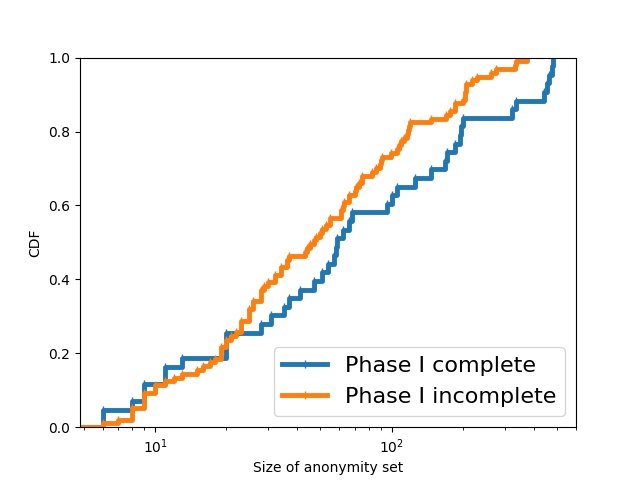 1.0
0.8
0.6
0.4
0.2
0.0
CDF
10¹
10²
Size of anonymity set
Phase I complete
Phase I incomplete